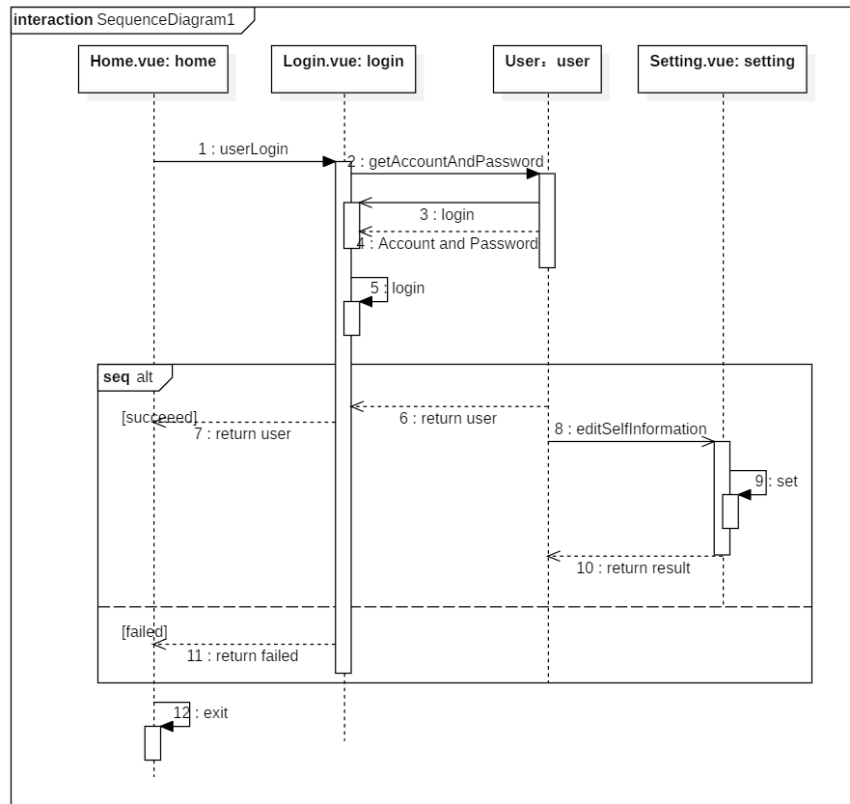 interaction SequenceDiagram1
Home.vue: home
Login.vue: login
User：user
Setting.vue: setting
1 : userLogin
2 : getAccountAndPassword
3 : login
4 : Account and Password
5 : login
seq alt
[succeeed]
6 : return user
7 : return user
8 : editSelfInformation
9 : set
10 : return result
[failed]
11 : return failed
12 : exit